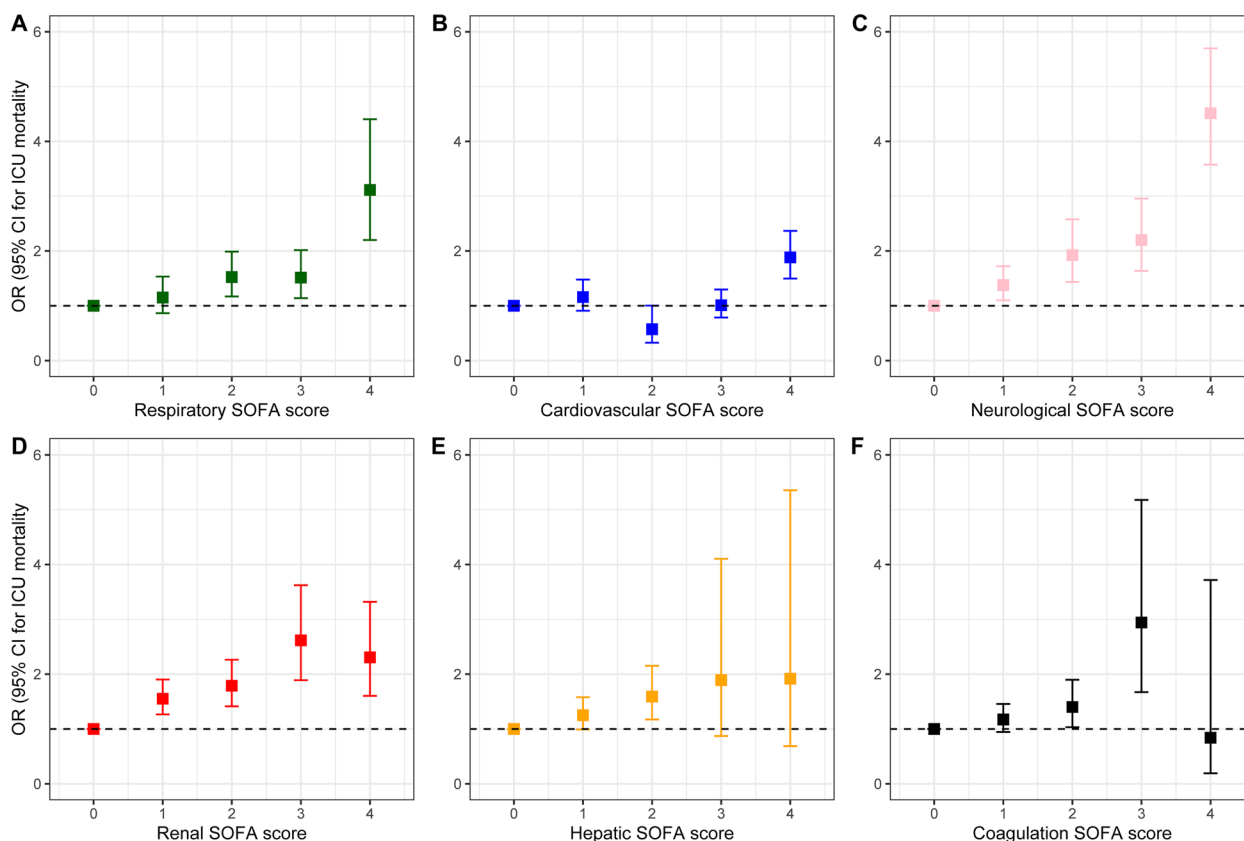 A
B
C
OR (95% CI for ICU mortality
6
4
2
0
0 1 2 3 4
Respiratory SOFA score
6
4
2
0
0 1 2 3 4
Cardiovascular SOFA score
6
4
2
0
0 1 2 3 4
Neurological SOFA score
D
E
F
OR (95% CI for ICU mortality
6
4
2
0
0 1 2 3 4
Renal SOFA score
6
4
2
0
0 1 2 3 4
Hepatic SOFA score
6
4
2
0
0 1 2 3 4
Coagulation SOFA score